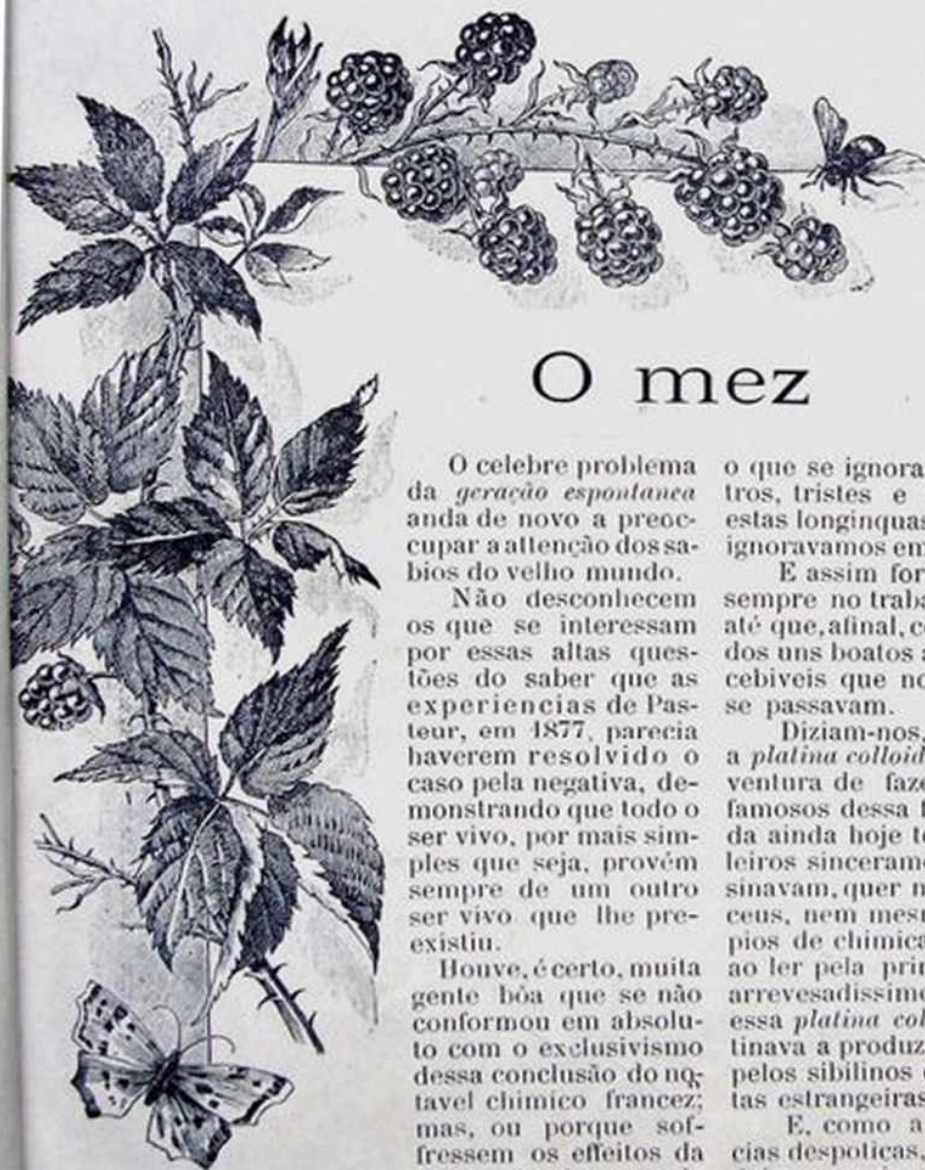 O mez
O celebre problema
da geração espontanea
anda de novo a preoc-
cupar a attenção dos sa-
bios do velho mundo.
Não desconhecem
os que se interessam
por essas altas ques-
tões do saber que as
experiencias de Pas-
teur, em 1877, parecia
haverem resolvido o
caso pela negativa, de-
monstrando que todo o
ser vivo, por mais sim-
ples que seja, provém
sempre de um outro
ser vivo que lhe pre-
existiu.
Houve, é certo, muita
gente bôa que se não
conformou em absolu-
to com o exclusivismo
dessa conclusão do no-
tavel chimico francez;
mas, ou porque sof-
fressem os effeitos da
o que se ignora
tros, tristes e
estas longinquas
ignoravamos em
E assim for
sempre no traba
até que, afinal, c
dos uns boatos a
cebiveis que no
se passavam.
Diziam-nos,
a platina colloid
ventura de faze
famosos dessa f
da ainda hoje te
leiros sincerame
sinavam, quer n
ceus, nem mesm
pios de chimica
ao ler pela prim
arrevesadissimo
essa platina col
tinava a produz
pelos sibilinos
tas estrangeiras
E, como a
cias despoticas,